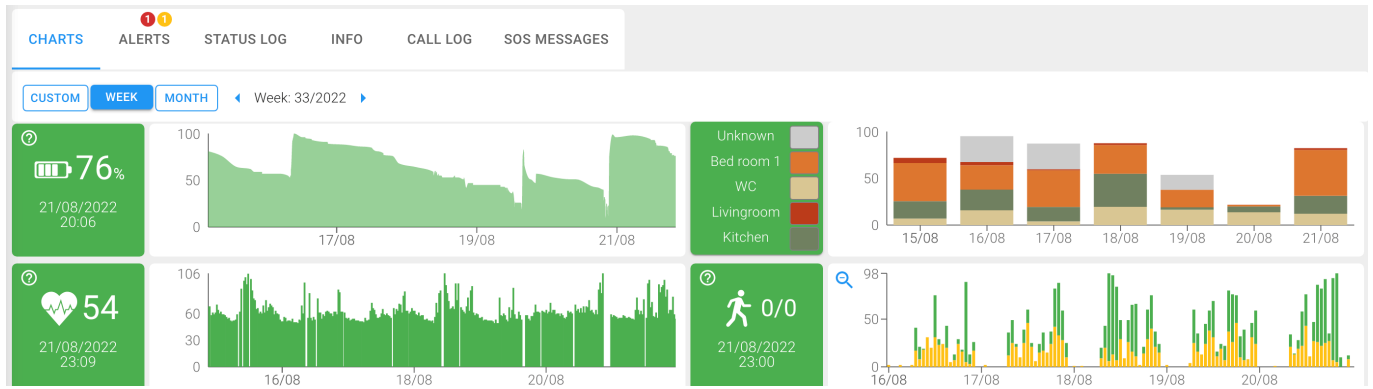 1 1
CHARTS ALERTS STATUS LOG INFO CALL LOG SOS MESSAGES
CUSTOM WEEK MONTH Week: 33/2022
?
76%
21/08/2022
20:06
100
50
0
17/08 19/08 21/08
Unknown
Bed room 1
WC
Livingroom
Kitchen
100
50
0
15/08 16/08 17/08 18/08 19/08 20/08 21/08
?
54
21/08/2022
23:09
106
60
30
0
16/08 18/08 20/08
?
0/0
21/08/2022
23:00
98
50
0
16/08 17/08 18/08 19/08 20/08